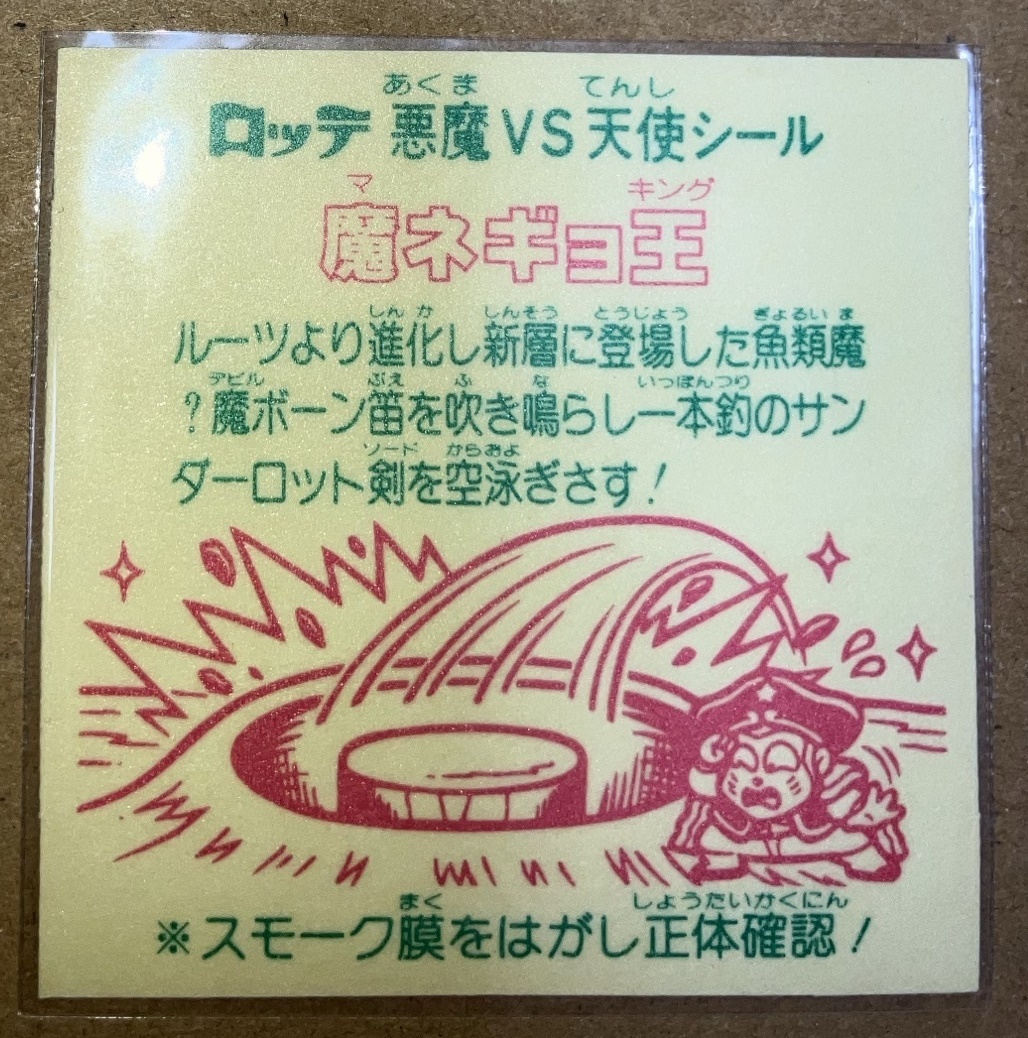 あくま てんし
ロッテ 悪魔VS天使シール
マ キング
魔ネギョ王
しんか しんそう とうじょう ぎょるいま
ルーツより進化し新層に登場した魚類魔
デビル ぶえ ふ な いっぽんつり
?魔ボーン笛を吹き鳴らし一本釣のサン
ソード からおよ
ダーロット剣を空泳ぎさす!
まく しょうたいかくにん
※スモーク膜をはがし正体確認!